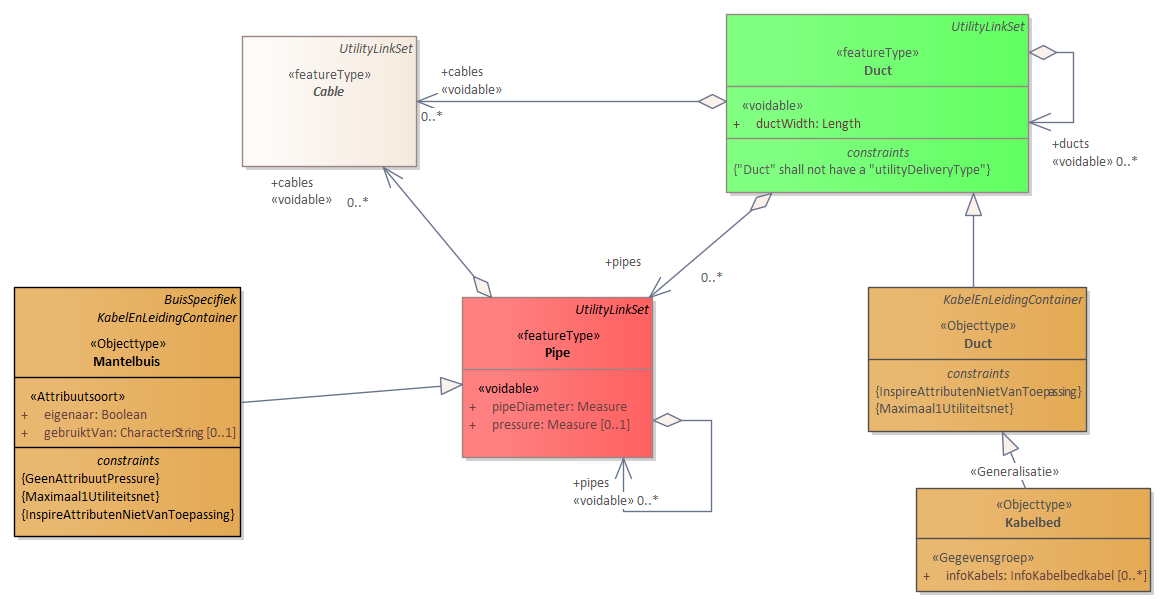 UtilityLinkSet
«featureType»
Cable
+cables
«voidable»
0..*
UtilityLinkSet
«featureType»
Duct
«voidable»
+ ductWidth: Length
constraints
{"Duct" shall not have a "utilityDeliveryType"}
+ducts
«voidable» 0..*
+cables
«voidable» 0..*
+pipes
0..*
BuisSpecifiek
KabelEnLeidingContainer
«Objecttype»
Mantelbuis
«Attribuutsoort»
+ eigenaar: Boolean
+ gebruiktVan: CharacterString [0..1]
constraints
{GeenAttribuutPressure}
{Maximaal1Utiliteitsnet}
{InspireAttributenNietVanToepassing}
UtilityLinkSet
«featureType»
Pipe
«voidable»
+ pipeDiameter: Measure
+ pressure: Measure [0..1]
+pipes
«voidable» 0..*
KabelEnLeidingContainer
«Objecttype»
Duct
constraints
{InspireAttributenNietVanToepassing}
{Maximaal1Utiliteitsnet}
«Generalisatie»
«Objecttype»
Kabelbed
«Gegevensgroep»
+ infoKabels: InfoKabelbedkabel [0..*]